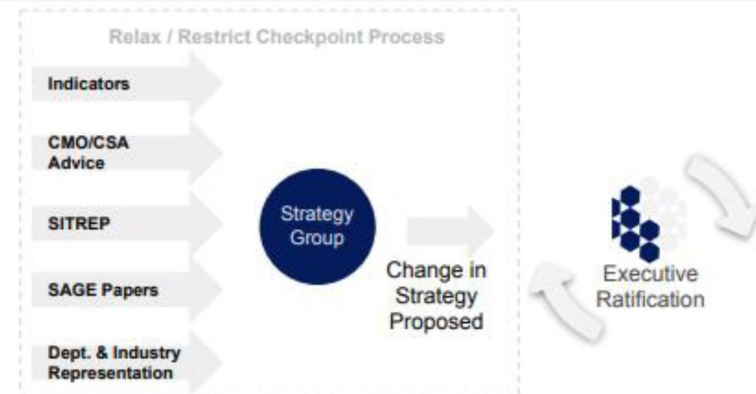 Relax / Restrict Checkpoint Process
Indicators
CMO/CSA
Advice
SITREP
SAGE Papers
Dept. & Industry
Representation
Strategy
Group
Change in
Strategy
Proposed
Executive
Ratification